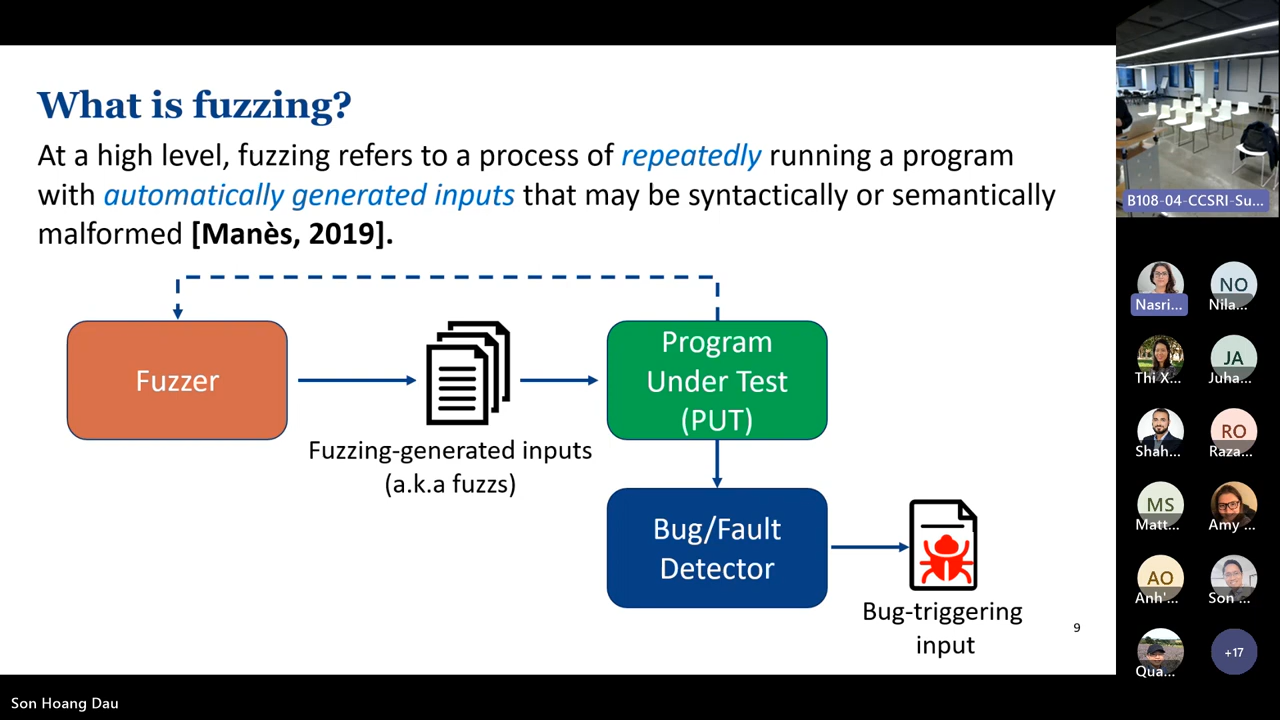 What is fuzzing?
At a high level, fuzzing refers to a process of repeatedly running a program
with automatically generated inputs that may be syntactically or semantically
malformed [Manès, 2019].
Fuzzer
Fuzzing-generated inputs
(a.k.a fuzzs)
Program
Under Test
(PUT)
Bug/Fault
Detector
Bug-triggering
input
9
B108-04-CCSRI-Su...
Nasri...
NO
Nila...
Thi X...
JA
Juha...
Shah...
RO
Raza...
MS
Matt...
Amy ...
AO
Anh'...
Son ...
Qua...
+17
Son Hoang Dau